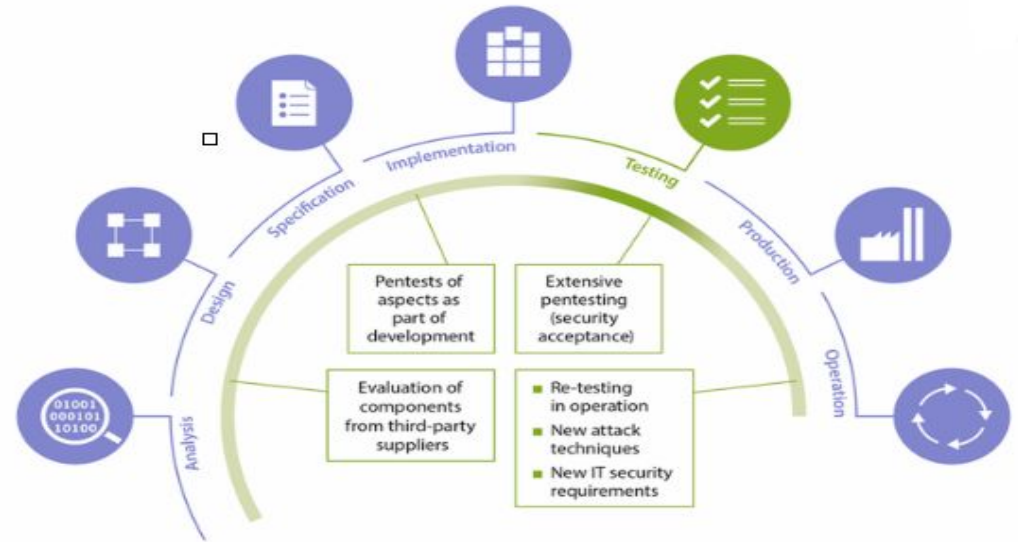 Implementation
Testing
Specification
Production
Design
Operation
Analysis
01001
000101
10100
Pentests of
aspects as
part of
development
Extensive
pentesting
(security
acceptance)
Evaluation of
components
from third-party
suppliers
Re-testing
in operation
New attack
techniques
New IT security
requirements